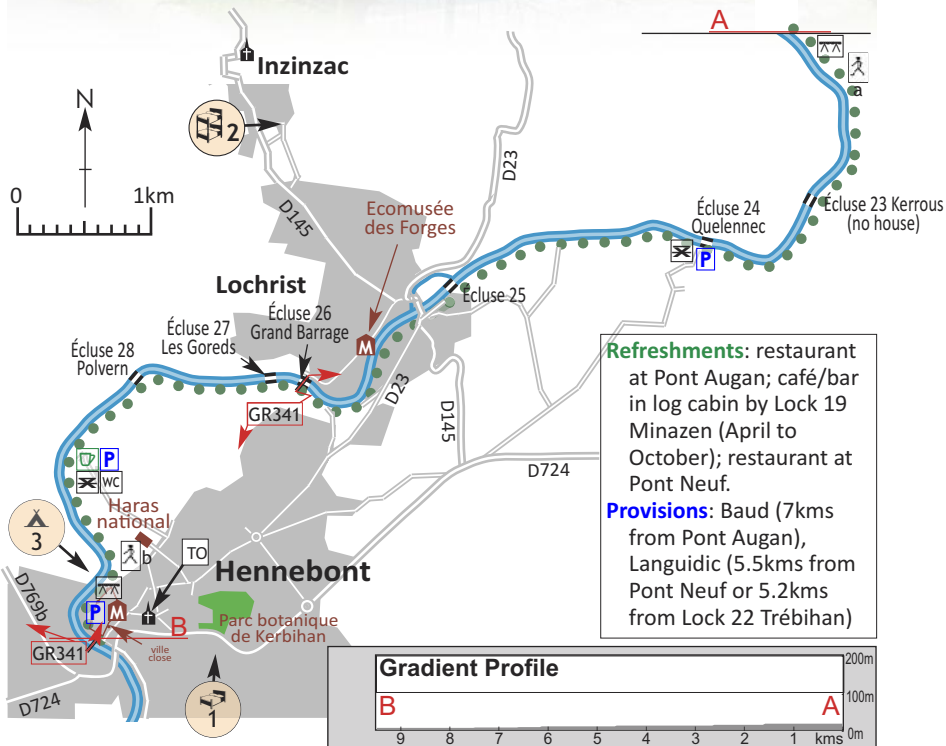 A
Inzinzac
N
2
0 1km
a
D23
D145
Ecomusée
des Forges
Écluse 24
Quelennec
Écluse 23 Kerrous
(no house)
P
Lochrist
Écluse 25
Écluse 26
Grand Barrage
Écluse 27
Les Goreds
M
Écluse 28
Polvern
GR341
D23
D145
D724
Refreshments: restaurant
at Pont Augan; café/bar
in log cabin by Lock 19
Minazen (April to
October); restaurant at
Pont Neuf.
Provisions: Baud (7kms
from Pont Augan),
Languidic (5.5kms from
Pont Neuf or 5.2kms
from Lock 22 Trébihan)
P
WC
Haras
national
3
b
TO
Hennebont
D769b
P M
B
Parc botanique
de Kerbihan
ville
close
GR341
D724
1
Gradient Profile
200m
100m
0m
B A
9 8 7 6 5 4 3 2 1 kms